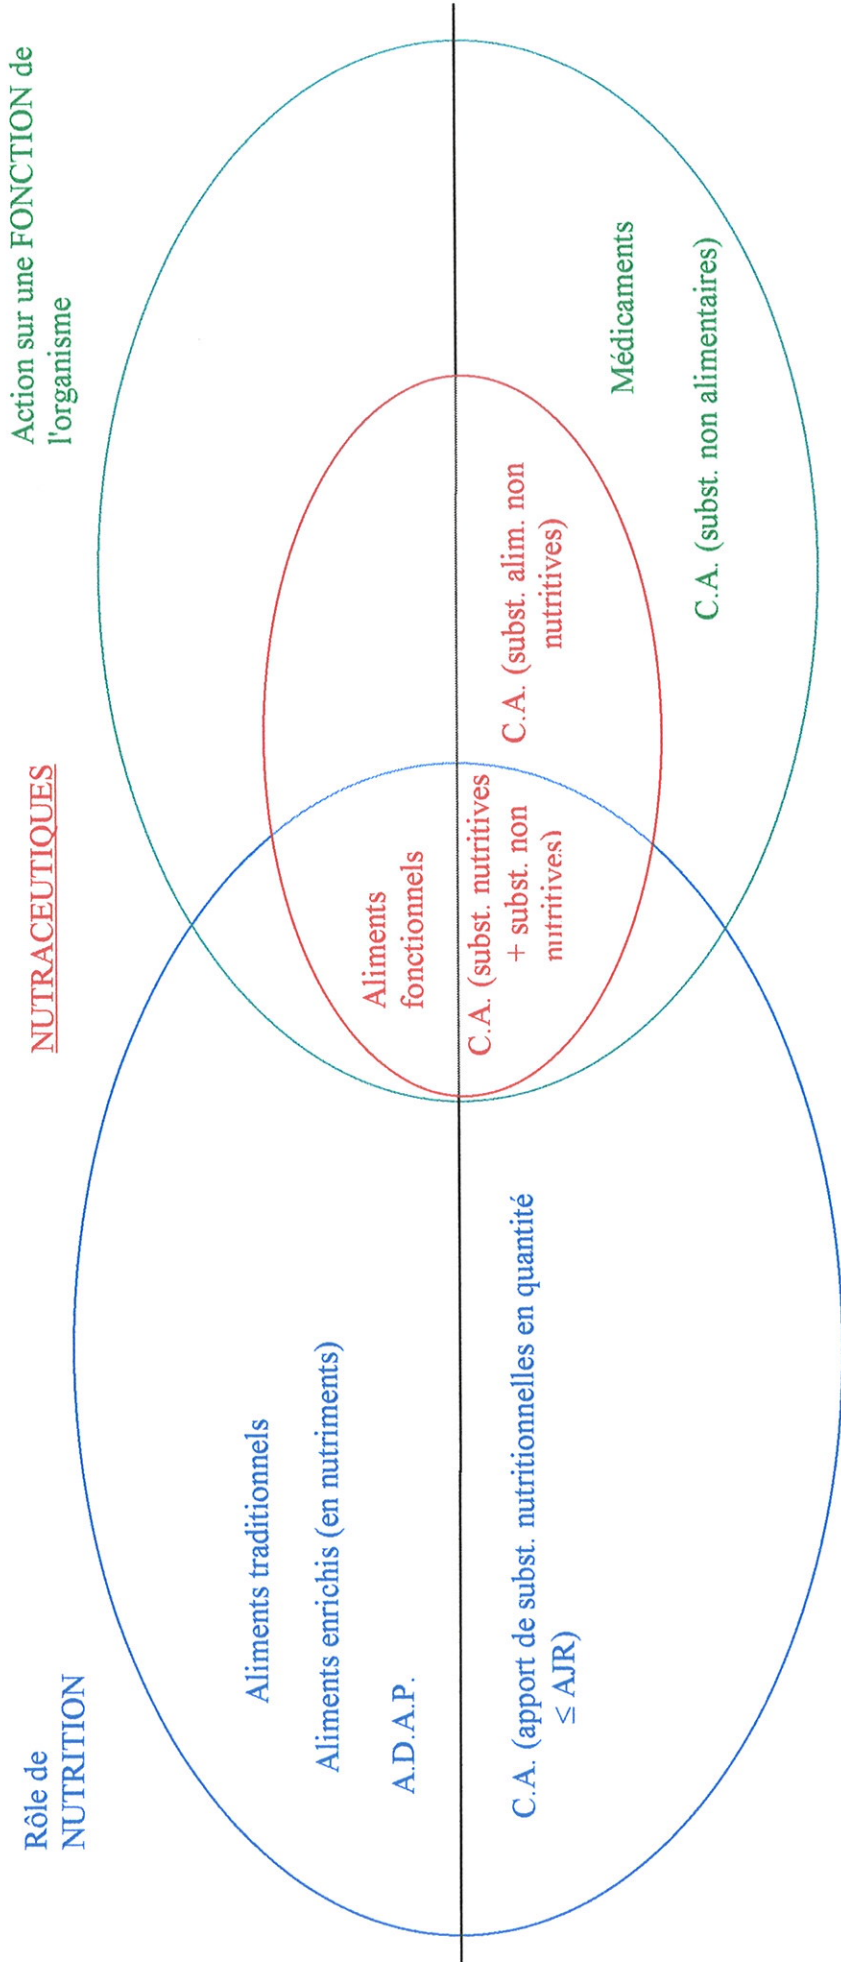 Rôle de
NUTRITION
NUTRACEUTIQUES
Action sur une FONCTION de
l'organisme
Aliments traditionnels
Aliments enrichis (en nutriments)
A.D.A.P.
Aliments
fonctionnels
C.A. (apport de subst. nutritionnelles en quantité
≤ AJR)
C.A. (subst. nutritives
+ subst. non
nutritives)
C.A. (subst. alim. non
nutritives)
Médicaments
C.A. (subst. non alimentaires)